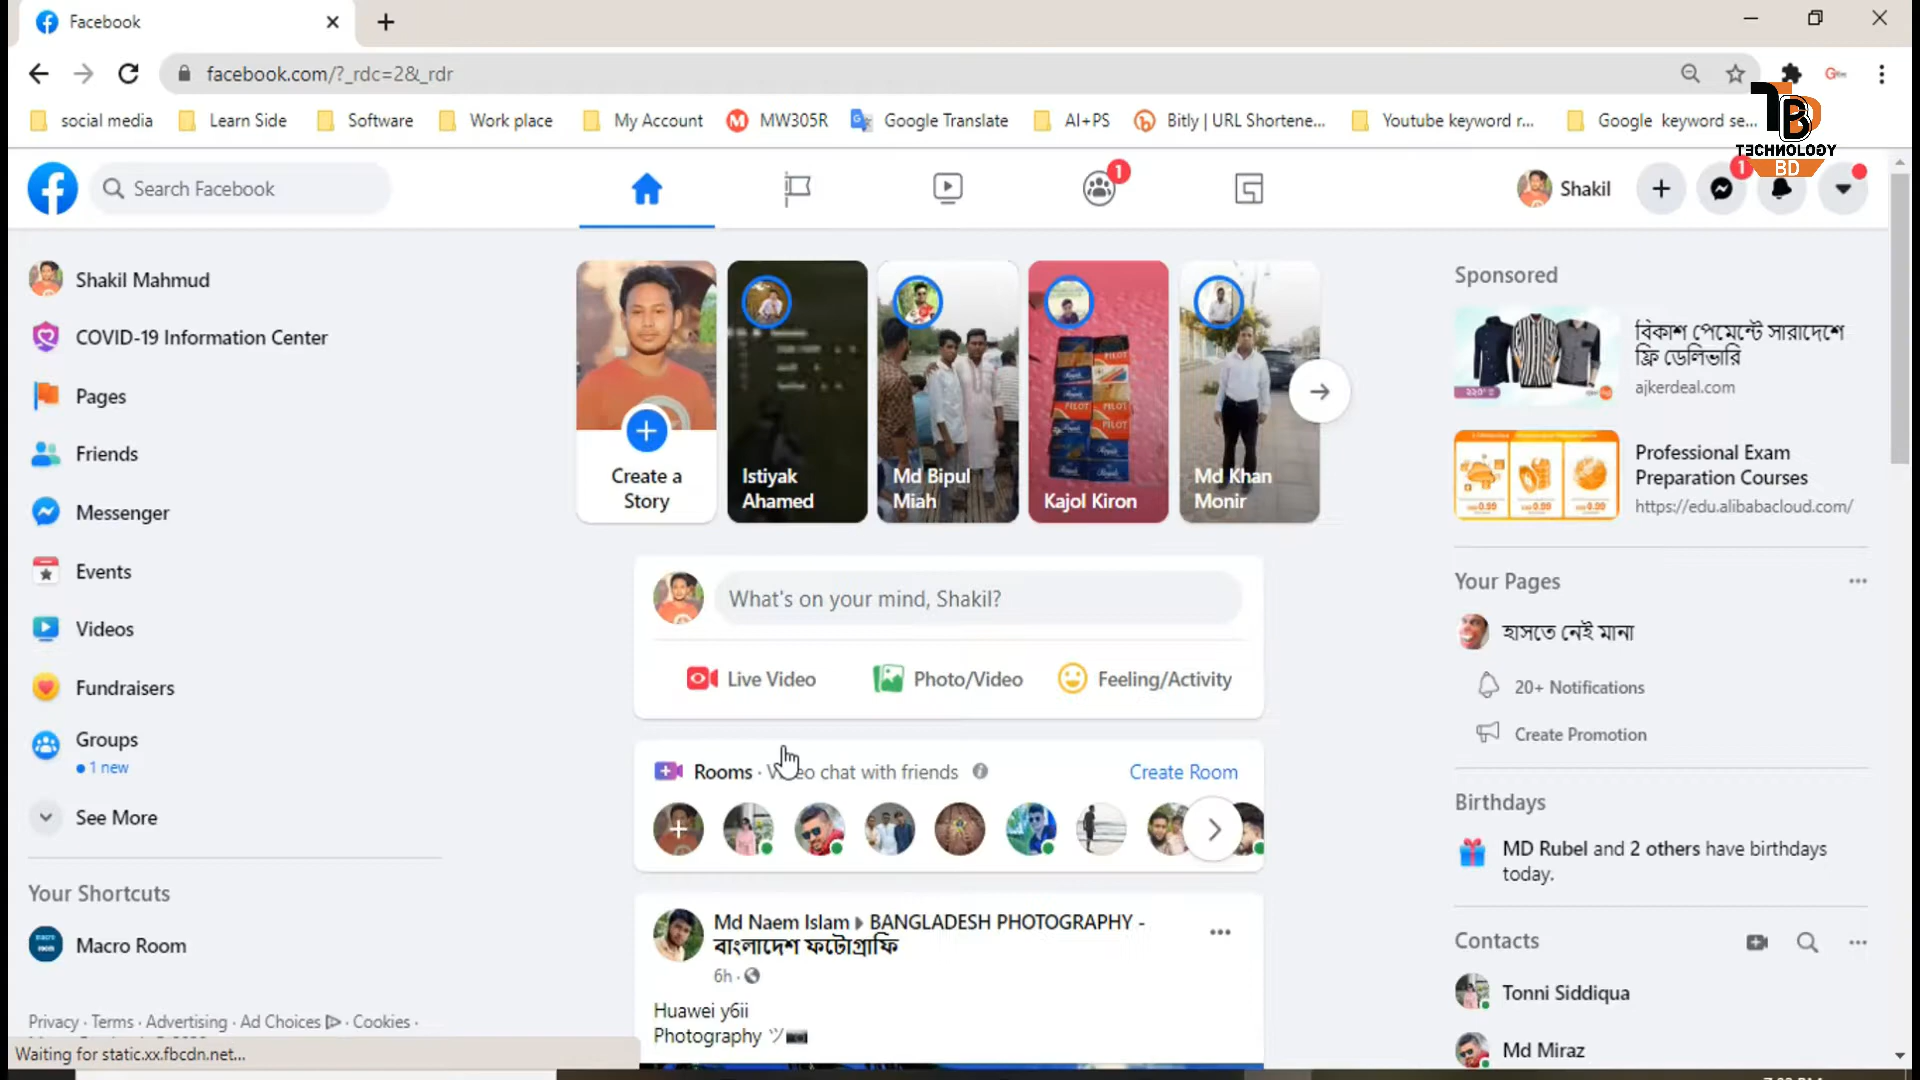 Facebook
facebook.com/?_rdc=2&_rdr
social media
Learn Side
Software
Work place
My Account
MW305R
Google Translate
AI+PS
Bitly | URL Shortene...
Youtube keyword r...
Google keyword se...
TECHNOLOGY
BD
Search Facebook
1
Shakil
1
Shakil Mahmud
COVID-19 Information Center
Pages
Friends
Messenger
Events
Videos
Fundraisers
Groups
1 new
See More
Your Shortcuts
Macro Room
Privacy · Terms · Advertising · Ad Choices · Cookies ·
Waiting for static.xx.fbcdn.net...
Create a
Story
Istiyak
Ahamed
Md Bipul
Miah
Kajol Kiron
Md Khan
Monir
What's on your mind, Shakil?
Live Video
Photo/Video
Feeling/Activity
Rooms ·
chat with friends
Create Room
Md Naem Islam
BANGLADESH PHOTOGRAPHY -
বাংলাদেশ ফটোগ্রাফি
6h ·
Huawei y6ii
Photography ツ📷
Sponsored
বিকাশ পেমেন্টে সারাদেশে
ফ্রি ডেলিভারি
ajkerdeal.com
Professional Exam
Preparation Courses
https://edu.alibabacloud.com/
Your Pages
হাসতে নেই মানা
20+ Notifications
Create Promotion
Birthdays
MD Rubel and 2 others have birthdays
today.
Contacts
Tonni Siddiqua
Md Miraz